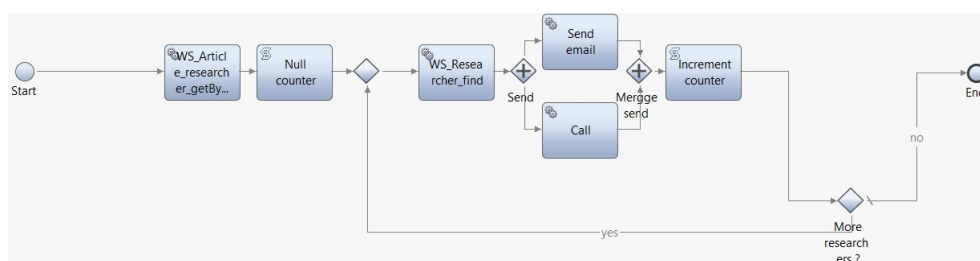 Start
WS_Articl
e_research
er_getBy...
Null
counter
WS_Resea
rcher_find
Send
Send
email
Call
Mergge
send
Increment
counter
More
research
ers ?
yes
no